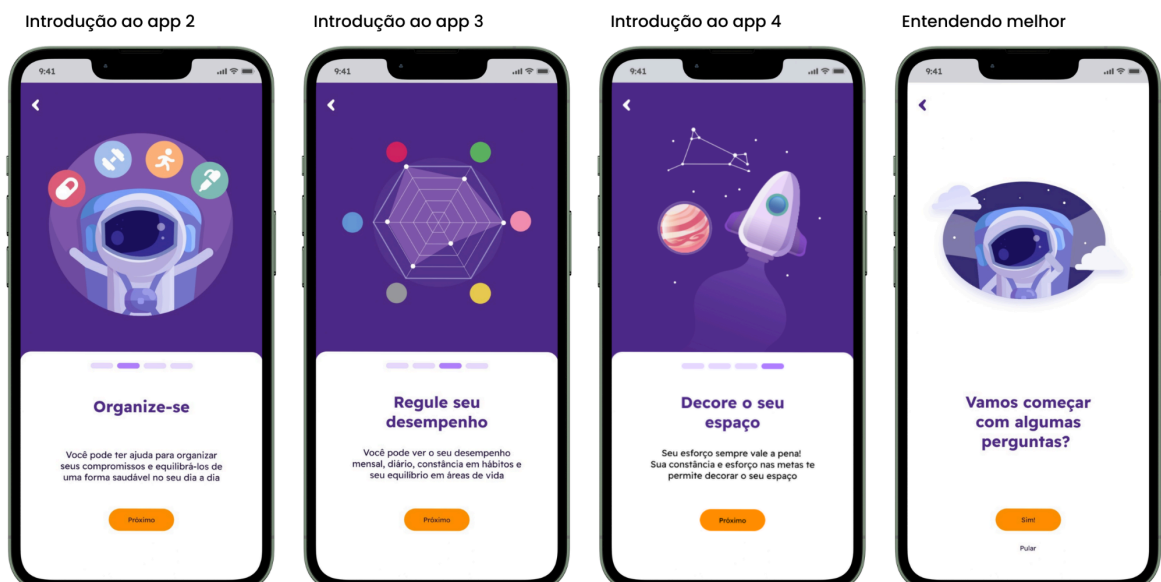 Introdução ao app 2
9:41
Organize-se
Você pode ter ajuda para organizar
seus compromissos e equilibrá-los de
uma forma saudável no seu dia a dia
Próximo
Introdução ao app 3
9:41
Regule seu
desempenho
Você pode ver o seu desempenho
mensal, diário, constância em hábitos e
seu equilíbrio em áreas de vida
Próximo
Introdução ao app 4
9:41
Decore o seu
espaço
Seu esforço sempre vale a pena!
Sua constância e esforço nas metas te
permite decorar o seu espaço
Próximo
Entendendo melhor
9:41
Vamos começar
com algumas
perguntas?
Sim!
Pular